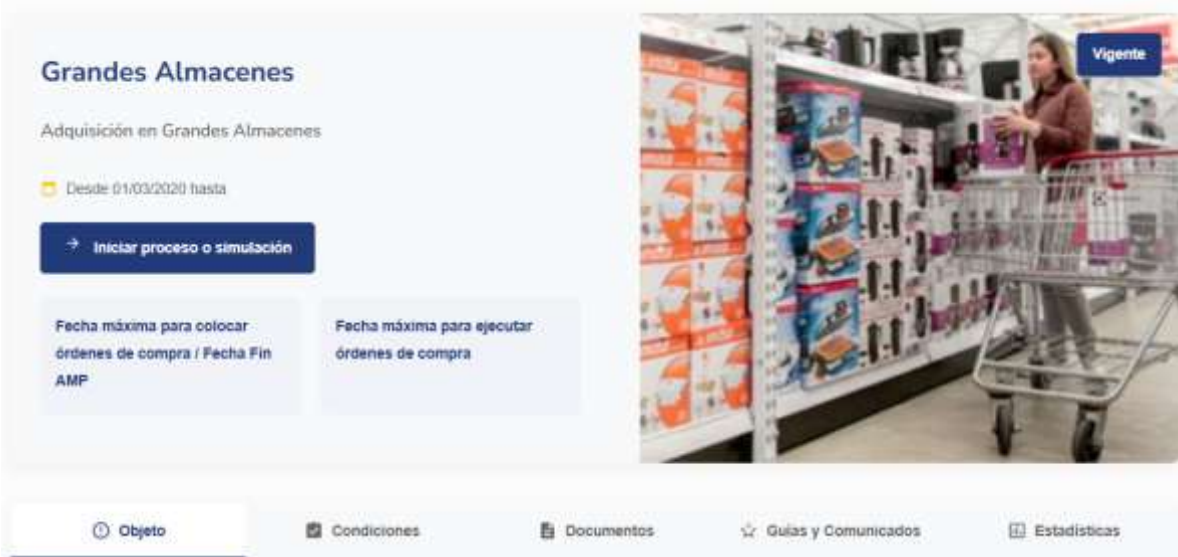 Grandes Almacenes
Vigente
Adquisición en Grandes Almacenes
Desde 01/03/2020 hasta
Iniciar proceso o simulación
Fecha máxima para colocar
órdenes de compra / Fecha Fin
AMP
Fecha máxima para ejecutar
órdenes de compra
Objeto
Condiciones
Documentos
Guías y Comunicados
Estadísticas